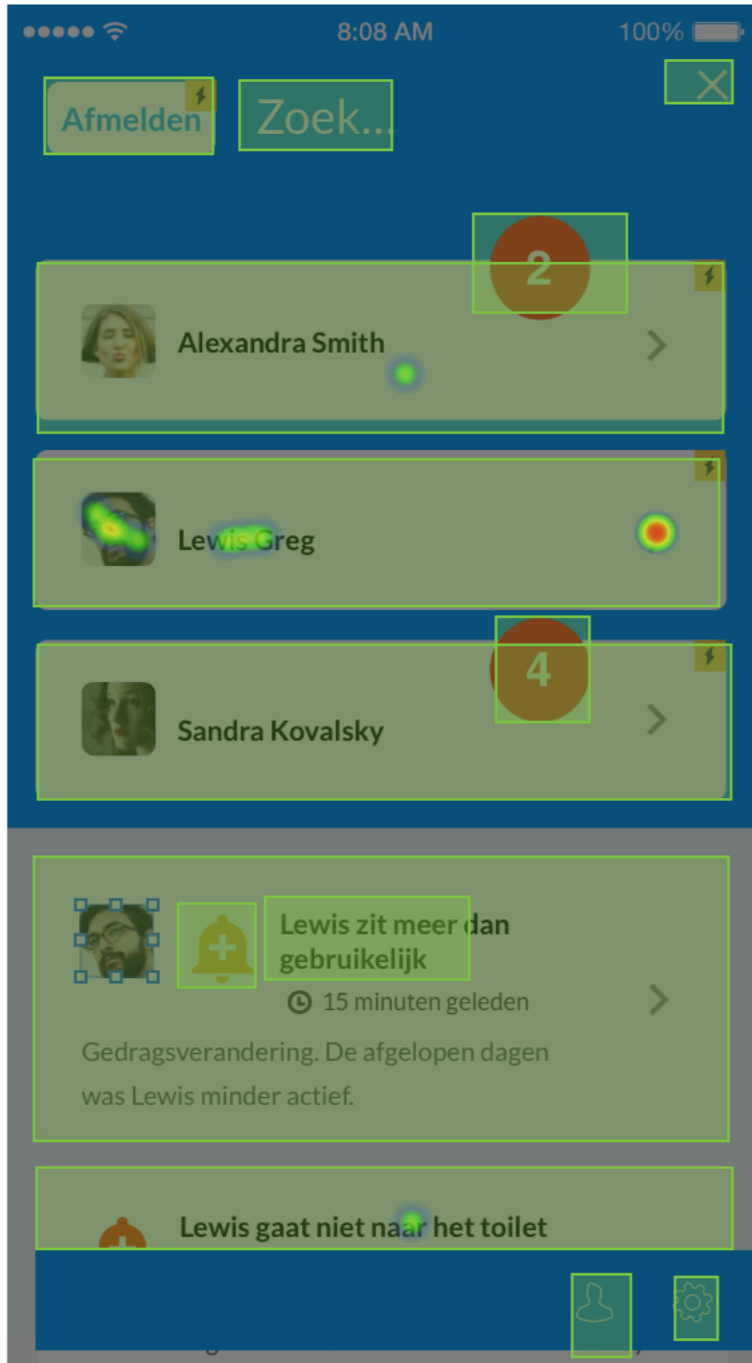 8:08 AM
100%
Afmelden
Zoek...
2
Alexandra Smith
Lewis Greg
4
Sandra Kovalsky
Lewis zit meer dan
gebruikelijk
15 minuten geleden
Gedragsverandering. De afgelopen dagen
was Lewis minder actief.
Lewis gaat niet naar het toilet